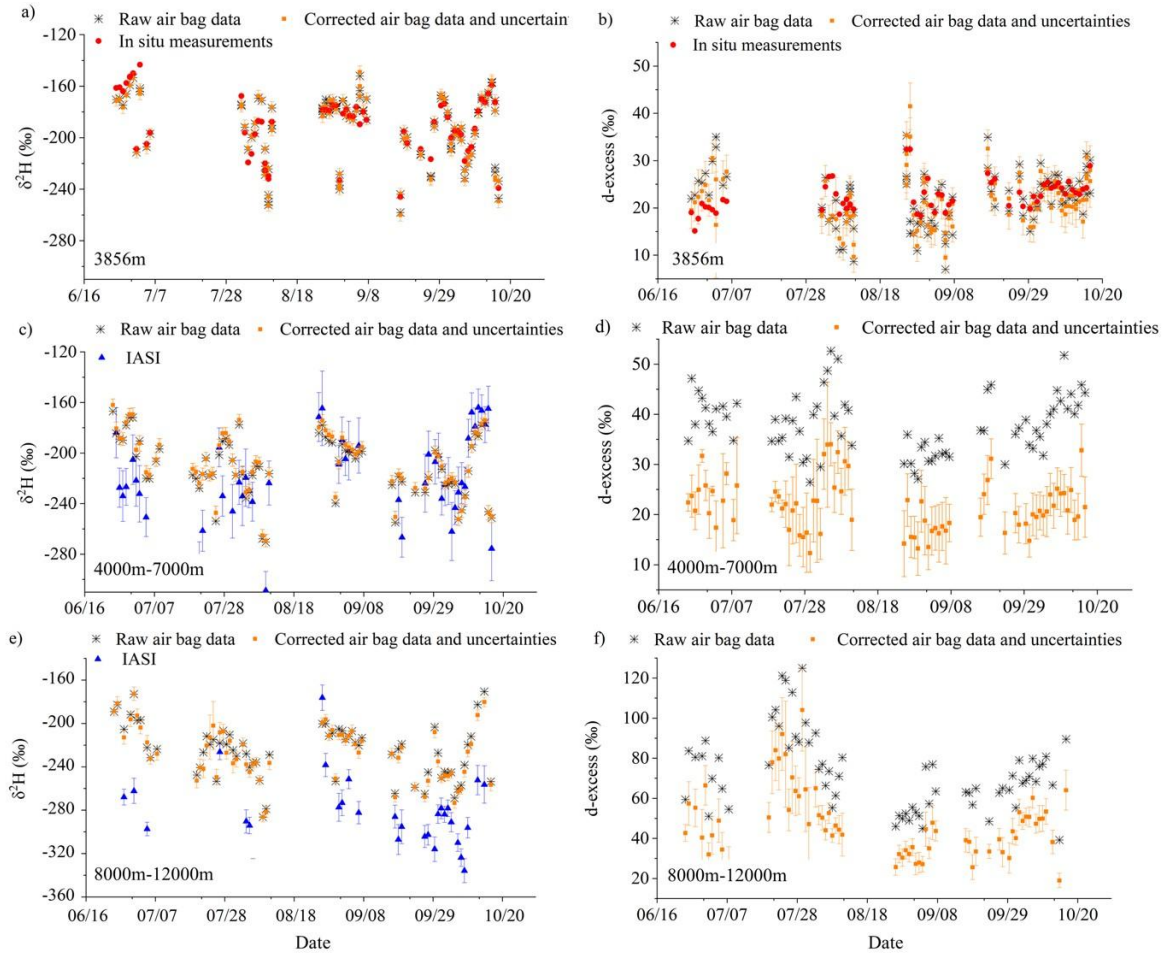 a)
Raw air bag data
Corrected air bag data and uncertain
In situ measurements
-120
-160
-200
-240
-280
δ²H (‰)
3856m
6/16 7/7 7/28 8/18 9/8 9/29 10/20
b)
Raw air bag data
Corrected air bag data and uncertainties
In situ measurements
50
40
30
20
10
d-excess (‰)
3856m
06/16 07/07 07/28 08/18 09/08 09/29 10/20
c)
Raw air bag data
Corrected air bag data and uncertainties
IASI
-120
-160
-200
-240
-280
δ²H (‰)
4000m-7000m
06/16 07/07 07/28 08/18 09/08 09/29 10/20
d)
Raw air bag data
Corrected air bag data and uncertainties
50
40
30
20
10
d-excess (‰)
4000m-7000m
06/16 07/07 07/28 08/18 09/08 09/29 10/20
e)
Raw air bag data
Corrected air bag data and uncertainties
IASI
-160
-200
-240
-280
-320
-360
δ²H (‰)
8000m-12000m
06/16 07/07 07/28 08/18 09/08 09/29 10/20
Date
f)
Raw air bag data
Corrected air bag data and uncertainties
120
100
80
60
40
20
d-excess (‰)
8000m-12000m
06/16 07/07 07/28 08/18 09/08 09/29 10/20
Date